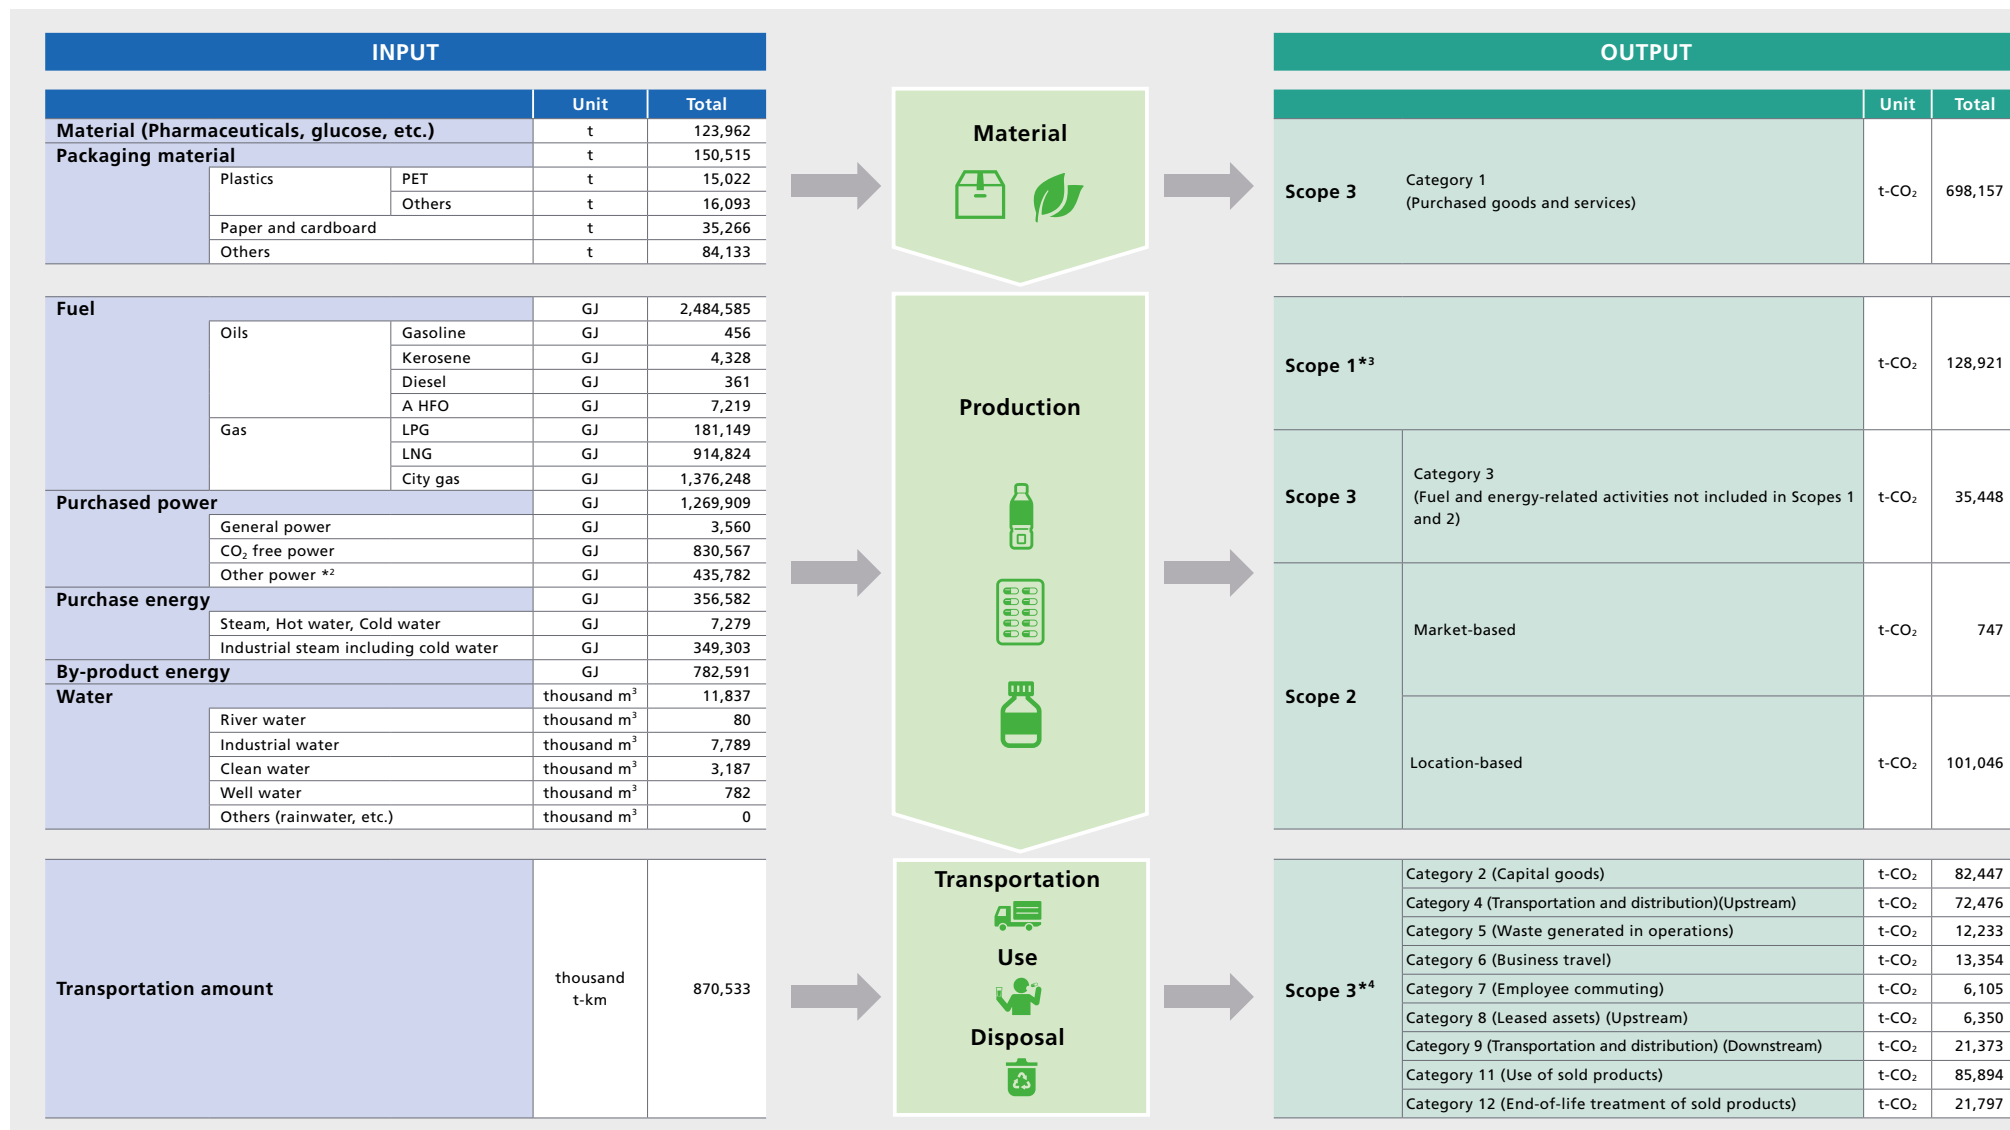 INPUT
Unit Total
Material (Pharmaceuticals, glucose, etc.) t 123,962
Packaging material t 150,515
Plastics PET t 15,022
Others t 16,093
Paper and cardboard t 35,266
Others t 84,133
Fuel GJ 2,484,585
Oils Gasoline GJ 456
Kerosene GJ 4,328
Diesel GJ 361
A HFO GJ 7,219
Gas LPG GJ 181,149
LNG GJ 914,824
City gas GJ 1,376,248
Purchased power GJ 1,269,909
General power GJ 3,560
CO₂ free power GJ 830,567
Other power *² GJ 435,782
Purchase energy GJ 356,582
Steam, Hot water, Cold water GJ 7,279
Industrial steam including cold water GJ 349,303
By-product energy GJ 782,591
Water thousand m³ 11,837
River water thousand m³ 80
Industrial water thousand m³ 7,789
Clean water thousand m³ 3,187
Well water thousand m³ 782
Others (rainwater, etc.) thousand m³ 0
Transportation amount thousand t-km 870,533
Material
Production
Transportation
Use
Disposal
OUTPUT
Unit Total
Scope 3 Category 1
(Purchased goods and services) t-CO₂ 698,157
Scope 1*³ t-CO₂ 128,921
Scope 3 Category 3
(Fuel and energy-related activities not included in Scopes 1
and 2) t-CO₂ 35,448
Scope 2 Market-based t-CO₂ 747
Location-based t-CO₂ 101,046
Scope 3*⁴ Category 2 (Capital goods) t-CO₂ 82,447
Category 4 (Transportation and distribution)(Upstream) t-CO₂ 72,476
Category 5 (Waste generated in operations) t-CO₂ 12,233
Category 6 (Business travel) t-CO₂ 13,354
Category 7 (Employee commuting) t-CO₂ 6,105
Category 8 (Leased assets) (Upstream) t-CO₂ 6,350
Category 9 (Transportation and distribution) (Downstream) t-CO₂ 21,373
Category 11 (Use of sold products) t-CO₂ 85,894
Category 12 (End-of-life treatment of sold products) t-CO₂ 21,797